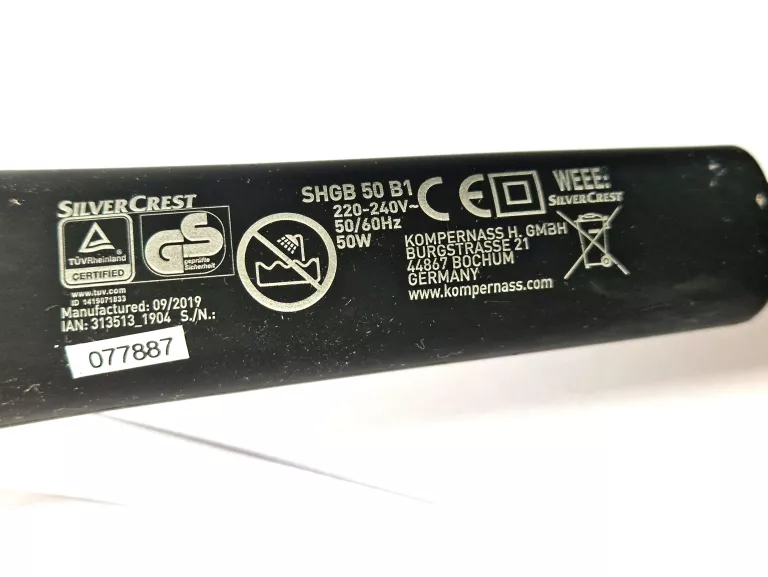 SILVERCREST
TÜVRheinland
CERTIFIED
www.tuv.com
ID 1419071833
Manufactured: 09/2019
IAN: 313513_1904 S./N.:
077887
GS
geprüfte
Sicherheit
SHGB 50 B1
220-240V~
50/60Hz
50W
CE
KOMPERNASS H. GMBH
BURGSTRASSE 21
44867 BOCHUM
GERMANY
www.kompernass.com
WEEE:
SILVERCREST